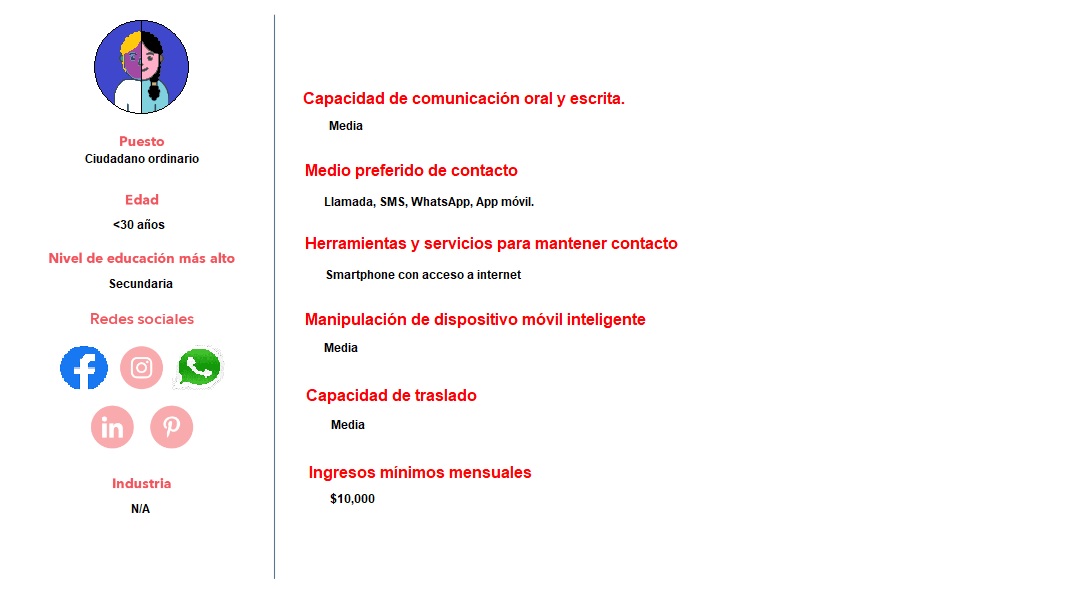 Puesto
Ciudadano ordinario
Edad
<30 años
Nivel de educación más alto
Secundaria
Redes sociales
f
in
Industria
N/A
Capacidad de comunicación oral y escrita.
Media
Medio preferido de contacto
Llamada, SMS, WhatsApp, App móvil.
Herramientas y servicios para mantener contacto
Smartphone con acceso a internet
Manipulación de dispositivo móvil inteligente
Media
Capacidad de traslado
Media
Ingresos mínimos mensuales
$10,000